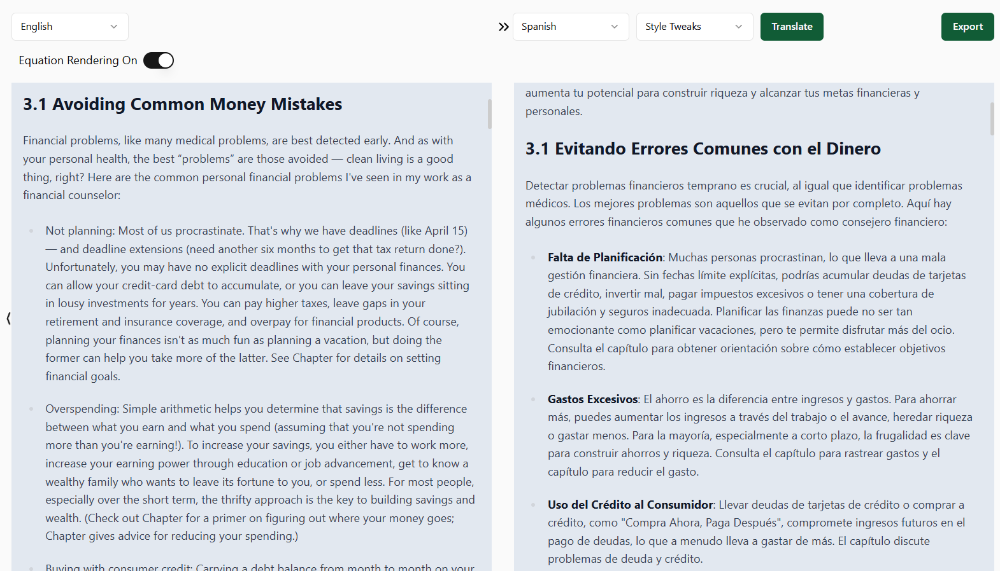 English
Spanish
Style Tweaks
Translate
Export
Equation Rendering On
3.1 Avoiding Common Money Mistakes
Financial problems, like many medical problems, are best detected early. And as with
your personal health, the best “problems” are those avoided — clean living is a good
thing, right? Here are the common personal financial problems I've seen in my work as a
financial counselor:
Not planning: Most of us procrastinate. That's why we have deadlines (like April 15)
— and deadline extensions (need another six months to get that tax return done?).
Unfortunately, you may have no explicit deadlines with your personal finances. You
can allow your credit-card debt to accumulate, or you can leave your savings sitting
in lousy investments for years. You can pay higher taxes, leave gaps in your
retirement and insurance coverage, and overpay for financial products. Of course,
planning your finances isn't as much fun as planning a vacation, but doing the
former can help you take more of the latter. See Chapter for details on setting
financial goals.
Overspending: Simple arithmetic helps you determine that savings is the difference
between what you earn and what you spend (assuming that you're not spending
more than you're earning!). To increase your savings, you either have to work more,
increase your earning power through education or job advancement, get to know a
wealthy family who wants to leave its fortune to you, or spend less. For most people,
especially over the short term, the thrifty approach is the key to building savings and
wealth. (Check out Chapter for a primer on figuring out where your money goes;
Chapter gives advice for reducing your spending.)
Buying with consumer credit: Carrying a debt balance from month to month on your
aumenta tu potencial para construir riqueza y alcanzar tus metas financieras y
personales.
3.1 Evitando Errores Comunes con el Dinero
Detectar problemas financieros temprano es crucial, al igual que identificar problemas
médicos. Los mejores problemas son aquellos que se evitan por completo. Aquí hay
algunos errores financieros comunes que he observado como consejero financiero:
Falta de Planificación: Muchas personas procrastinan, lo que lleva a una mala
gestión financiera. Sin fechas límite explícitas, podrías acumular deudas de tarjetas
de crédito, invertir mal, pagar impuestos excesivos o tener una cobertura de
jubilación y seguros inadecuada. Planificar las finanzas puede no ser tan
emocionante como planificar vacaciones, pero te permite disfrutar más del ocio.
Consulta el capítulo para obtener orientación sobre cómo establecer objetivos
financieros.
Gastos Excesivos: El ahorro es la diferencia entre ingresos y gastos. Para ahorrar
más, puedes aumentar los ingresos a través del trabajo o el avance, heredar riqueza
o gastar menos. Para la mayoría, especialmente a corto plazo, la frugalidad es clave
para construir ahorros y riqueza. Consulta el capítulo para rastrear gastos y el
capítulo para reducir el gasto.
Uso del Crédito al Consumidor: Llevar deudas de tarjetas de crédito o comprar a
crédito, como "Compra Ahora, Paga Después", compromete ingresos futuros en el
pago de deudas, lo que a menudo lleva a gastar de más. El capítulo discute
problemas de deuda y crédito.